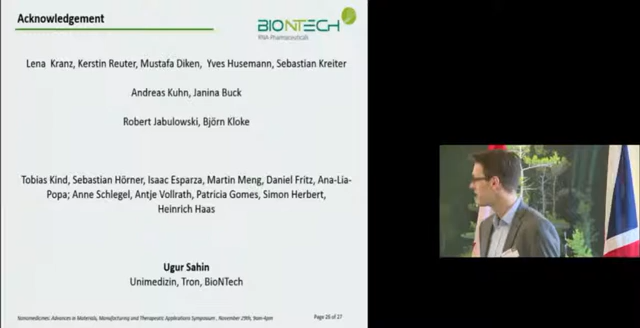 Acknowledgement
BIONTECH
RNA-Pharmaceuticals
Lena Kranz, Kerstin Reuter, Mustafa Diken, Yves Husemann, Sebastian Kreiter
Andreas Kuhn, Janina Buck
Robert Jabulowski, Björn Kloke
Tobias Kind, Sebastian Hörner, Isaac Esparza, Martin Meng, Daniel Fritz, Ana-Lia-
Popa; Anne Schlegel, Antje Vollrath, Patricia Gomes, Simon Herbert,
Heinrich Haas
Ugur Sahin
Unimedizin, Tron, BioNTech
Nanomedicines: Advances in Materials, Manufacturing and Therapeutic Applications Symposium , November 29th, 9am-4pm
Page 26 of 27